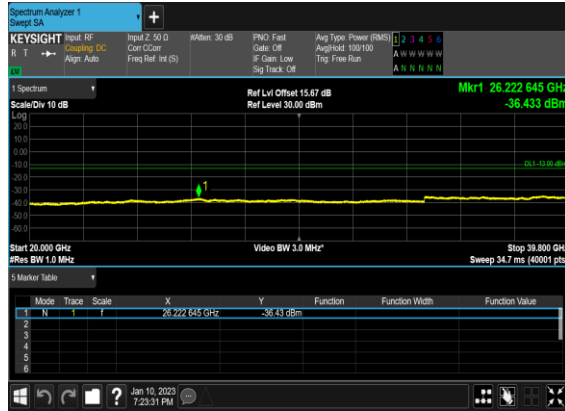 Spectrum Analyzer 1
Swept SA
+
KEYSIGHT Input: RF Input Z: 50 Ω #Atten: 30 dB PNO: Fast Avg Type: Power (RMS) 1 2 3 4 5 6
R T Coupling: DC Corr CCorr Gate: Off Avg|Hold: 100/100 A W W W W W
Align: Auto Freq Ref: Int (S) IF Gain: Low Trig: Free Run
Sig Track: Off A N N N N N
1 Spectrum Ref Lvl Offset 15.67 dB Mkr1 26.222 645 GHz
Scale/Div 10 dB Ref Level 30.00 dBm -36.433 dBm
Log
20.0
10.0
0.00
-10.0
DL1 -13.00 dBm
-20.0
1
-30.0
-40.0
-50.0
-60.0
Start 20.000 GHz Video BW 3.0 MHz* Stop 39.800 GHz
#Res BW 1.0 MHz Sweep 34.7 ms (40001 pts)
5 Marker Table
Mode Trace Scale X Y Function Function Width Function Value
1 N 1 f 26.222 645 GHz -36.43 dBm
2
3
4
5
6
? Jan 10, 2023
7:23:31 PM